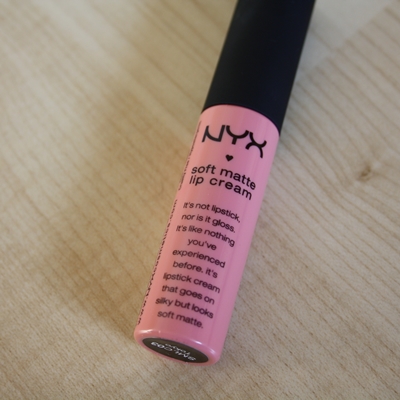 NYX
soft matte
lip cream
It's not lipstick,
nor is it gloss.
It's like nothing
you've
experienced
before. it's
lipstick cream
that goes on
silky but looks
soft matte.